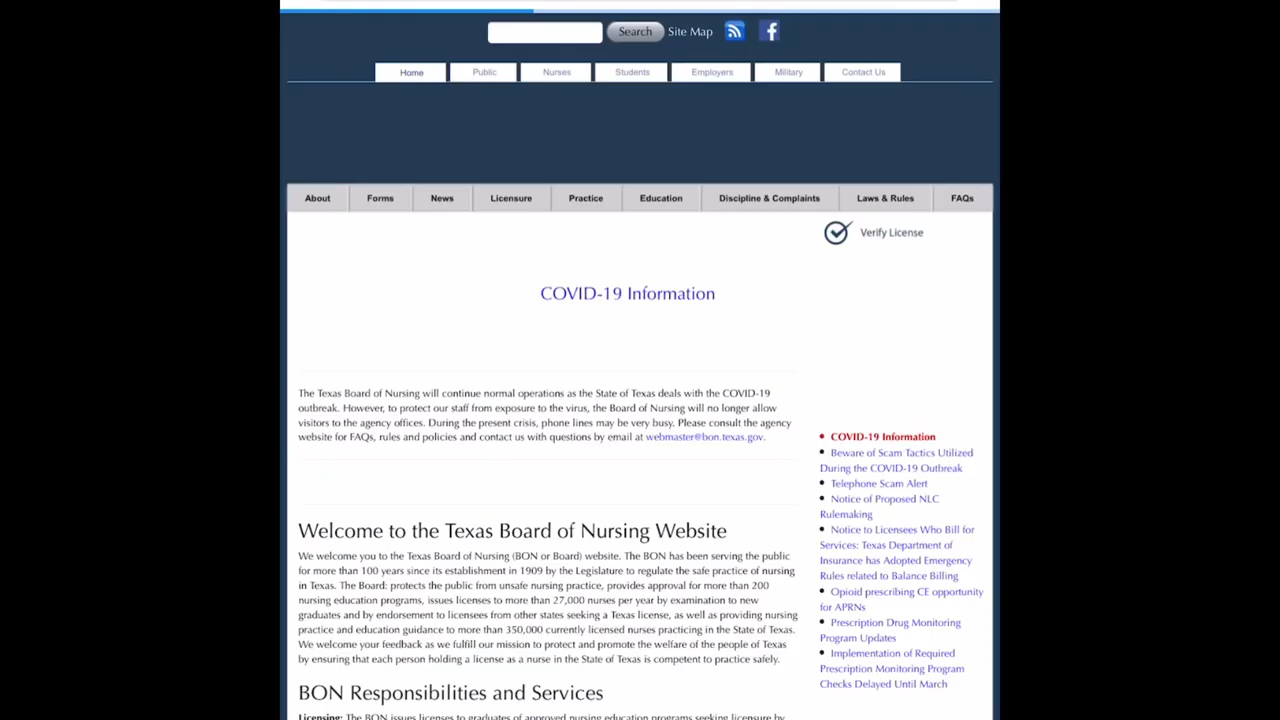 Search Site Map
Home Public Nurses Students Employers Military Contact Us
About Forms News Licensure Practice Education Discipline & Complaints Laws & Rules FAQs
Verify License
COVID-19 Information
The Texas Board of Nursing will continue normal operations as the State of Texas deals with the COVID-19
outbreak. However, to protect our staff from exposure to the virus, the Board of Nursing will no longer allow
visitors to the agency offices. During the present crisis, phone lines may be very busy. Please consult the agency
website for FAQs, rules and policies and contact us with questions by email at webmaster@bon.texas.gov.
Welcome to the Texas Board of Nursing Website
We welcome you to the Texas Board of Nursing (BON or Board) website. The BON has been serving the public
for more than 100 years since its establishment in 1909 by the Legislature to regulate the safe practice of nursing
in Texas. The Board: protects the public from unsafe nursing practice, provides approval for more than 200
nursing education programs, issues licenses to more than 27,000 nurses per year by examination to new
graduates and by endorsement to licensees from other states seeking a Texas license, as well as providing nursing
practice and education guidance to more than 350,000 currently licensed nurses practicing in the State of Texas.
We welcome your feedback as we fulfill our mission to protect and promote the welfare of the people of Texas
by ensuring that each person holding a license as a nurse in the State of Texas is competent to practice safely.
BON Responsibilities and Services
Licensing: The BON issues licenses to graduates of approved nursing education programs seeking licensure by
• COVID-19 Information
• Beware of Scam Tactics Utilized
During the COVID-19 Outbreak
• Telephone Scam Alert
• Notice of Proposed NLC
Rulemaking
• Notice to Licensees Who Bill for
Services: Texas Department of
Insurance has Adopted Emergency
Rules related to Balance Billing
• Opioid prescribing CE opportunity
for APRNs
• Prescription Drug Monitoring
Program Updates
• Implementation of Required
Prescription Monitoring Program
Checks Delayed Until March